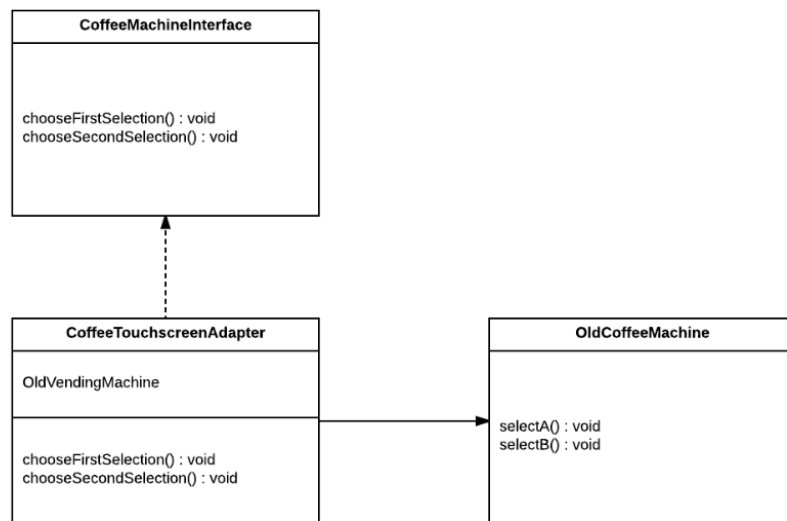 CoffeeMachineInterface
chooseFirstSelection() : void
chooseSecondSelection() : void
CoffeeTouchscreenAdapter
OldVendingMachine
chooseFirstSelection() : void
chooseSecondSelection() : void
OldCoffeeMachine
selectA() : void
selectB() : void